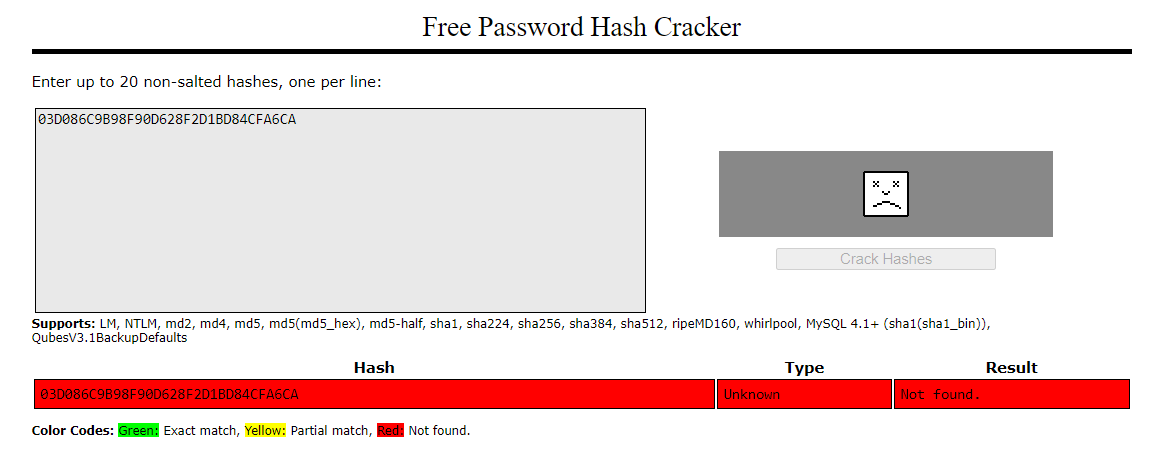 Free Password Hash Cracker
Enter up to 20 non-salted hashes, one per line:
03D086C9B98F90D628F2D1BD84CFA6CA
Crack Hashes
Supports: LM, NTLM, md2, md4, md5, md5(md5_hex), md5-half, sha1, sha224, sha256, sha384, sha512, ripeMD160, whirlpool, MySQL 4.1+ (sha1(sha1_bin)),
QubesV3.1BackupDefaults
Hash Type Result
03D086C9B98F90D628F2D1BD84CFA6CA Unknown Not found.
Color Codes: Green: Exact match, Yellow: Partial match, Red: Not found.